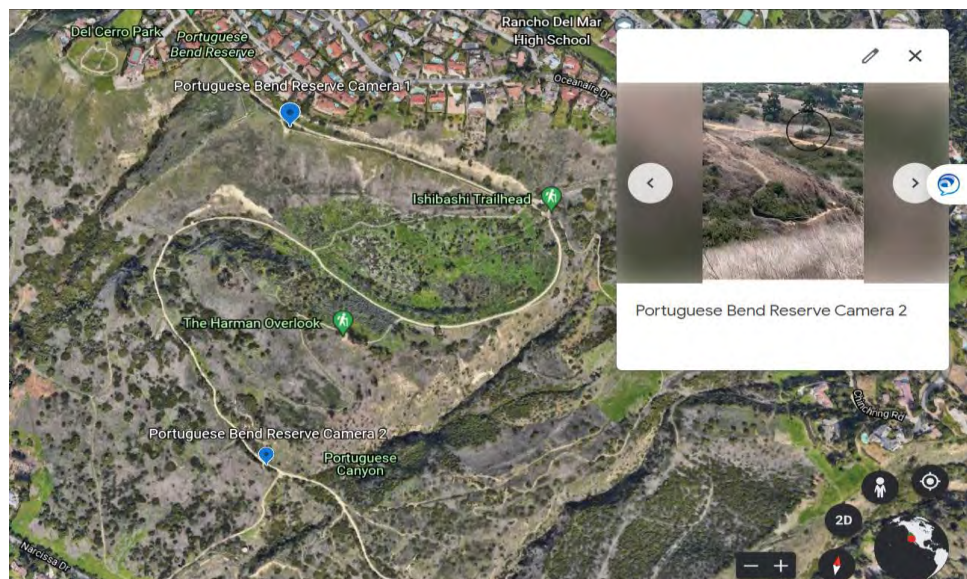 Rancho Del Mar
High School
Del Cerro Park
Portuguese
Bend Reserve
Portuguese Bend Reserve Camera 1
Oceanaire Dr
Ishibashi Trailhead
Portuguese Bend Reserve Camera 2
The Harman Overlook
Portuguese Bend Reserve Camera 2
Portuguese
Canyon
Cinchring Rd
Narcissa Dr
2D